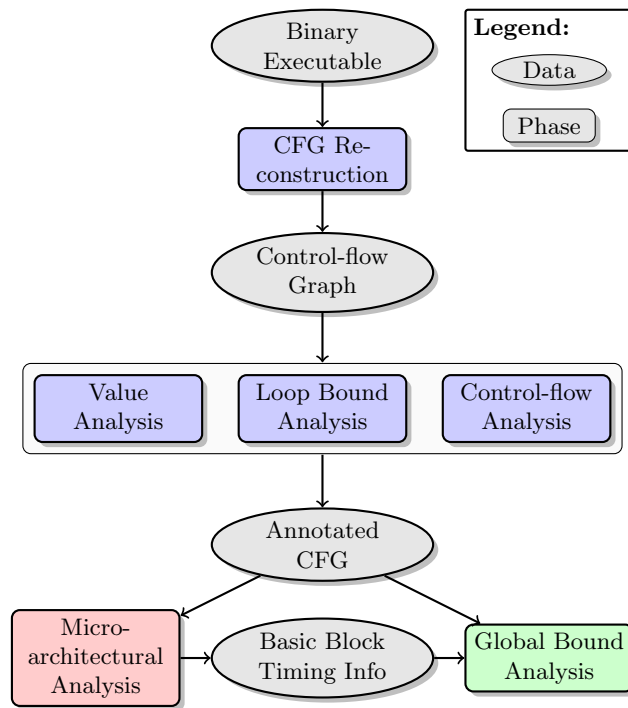 Binary
Executable
Legend:
Data
Phase
CFG Re-
construction
Control-flow
Graph
Value
Analysis
Loop Bound
Analysis
Control-flow
Analysis
Annotated
CFG
Micro-
architectural
Analysis
Basic Block
Timing Info
Global Bound
Analysis